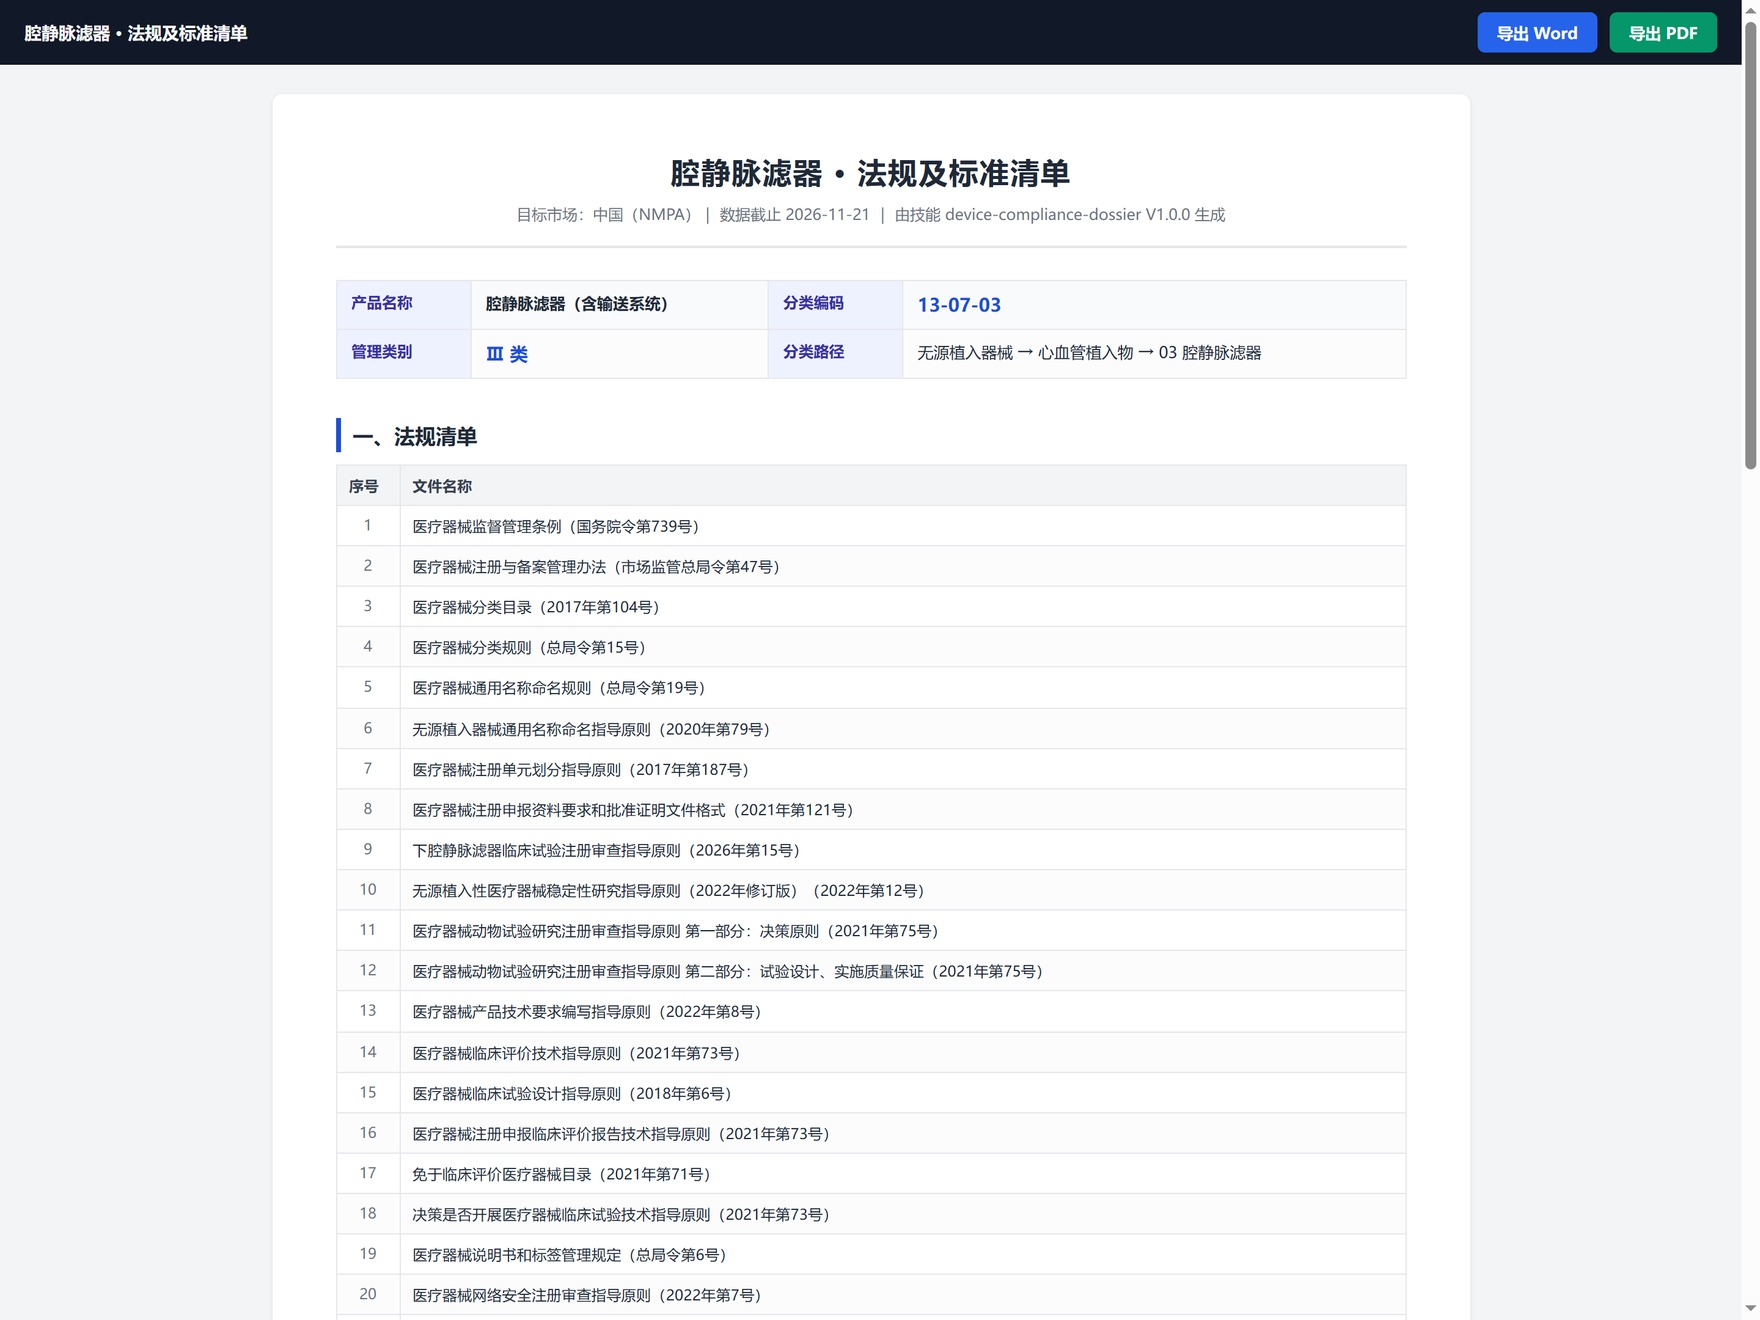 腔静脉滤器 • 法规及标准清单
导出 Word
导出 PDF
腔静脉滤器 • 法规及标准清单
目标市场：中国（NMPA） | 数据截止 2026-11-21 | 由技能 device-compliance-dossier V1.0.0 生成
产品名称 腔静脉滤器（含输送系统） 分类编码 13-07-03
管理类别 Ⅲ 类 分类路径 无源植入器械 → 心血管植入物 → 03 腔静脉滤器
一、法规清单
序号 文件名称
1 医疗器械监督管理条例（国务院令第739号）
2 医疗器械注册与备案管理办法（市场监管总局令第47号）
3 医疗器械分类目录（2017年第104号）
4 医疗器械分类规则（总局令第15号）
5 医疗器械通用名称命名规则（总局令第19号）
6 无源植入器械通用名称命名指导原则（2020年第79号）
7 医疗器械注册单元划分指导原则（2017年第187号）
8 医疗器械注册申报资料要求和批准证明文件格式（2021年第121号）
9 下腔静脉滤器临床试验注册审查指导原则（2026年第15号）
10 无源植入性医疗器械稳定性研究指导原则（2022年修订版）（2022年第12号）
11 医疗器械动物试验研究注册审查指导原则 第一部分：决策原则（2021年第75号）
12 医疗器械动物试验研究注册审查指导原则 第二部分：试验设计、实施质量保证（2021年第75号）
13 医疗器械产品技术要求编写指导原则（2022年第8号）
14 医疗器械临床评价技术指导原则（2021年第73号）
15 医疗器械临床试验设计指导原则（2018年第6号）
16 医疗器械注册申报临床评价报告技术指导原则（2021年第73号）
17 免于临床评价医疗器械目录（2021年第71号）
18 决策是否开展医疗器械临床试验技术指导原则（2021年第73号）
19 医疗器械说明书和标签管理规定（总局令第6号）
20 医疗器械网络安全注册审查指导原则（2022年第7号）